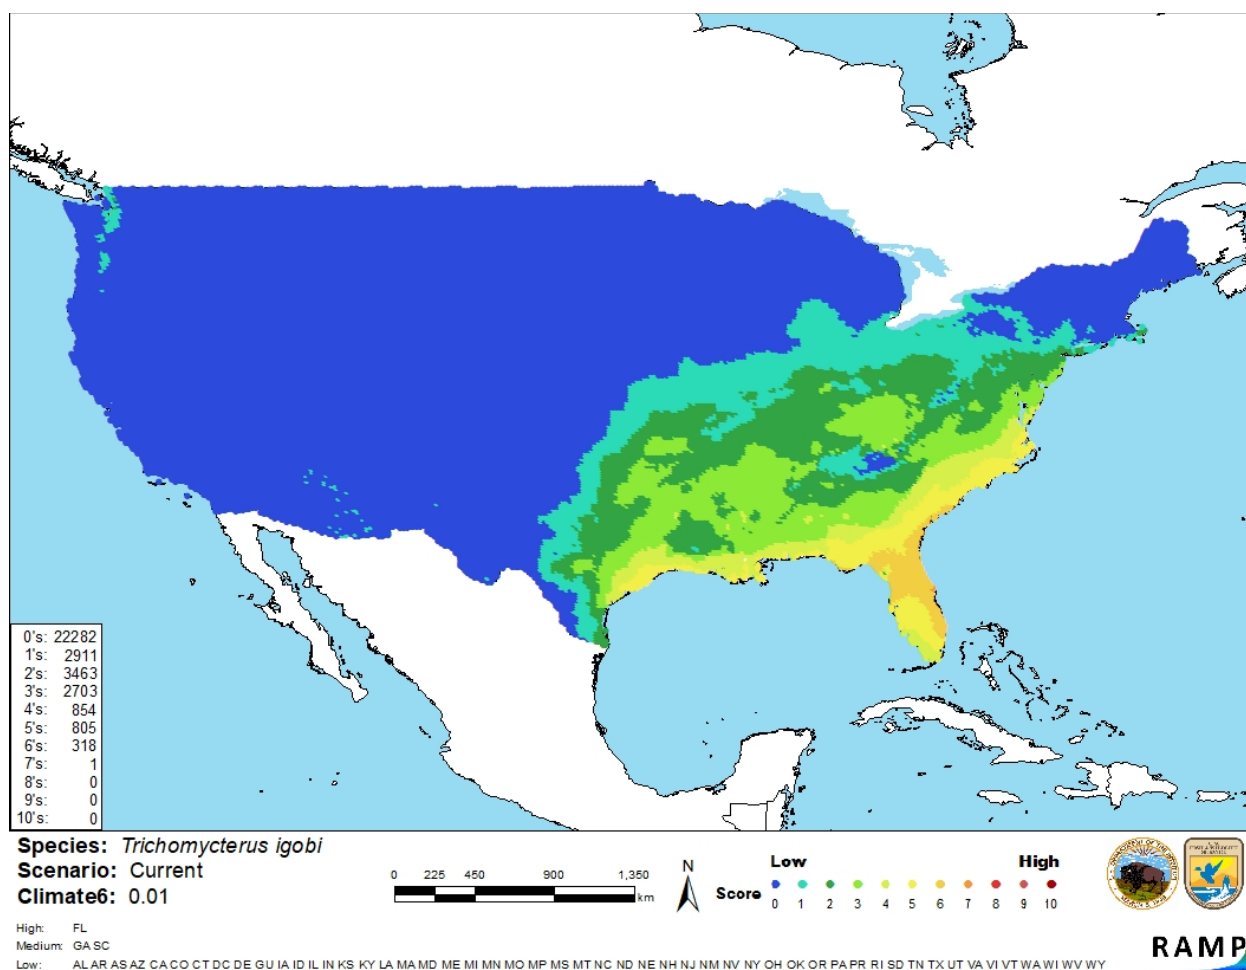 0's: 22282
1's: 2911
2's: 3463
3's: 2703
4's: 854
5's: 805
6's: 318
7's: 1
8's: 0
9's: 0
10's: 0
Species: Trichomycterus igobi
Scenario: Current
Climate6: 0.01
0 225 450 900 1,350
km
N
Low High
Score 0 1 2 3 4 5 6 7 8 9 10
High: FL
Medium: GA SC
Low: AL AR AS AZ CA CO CT DC DE GU IA ID IL IN KS KY LA MA MD ME MI MN MO MP MS MT NC ND NE NH NJ NM NV NY OH OK OR PA PR RI SD TN TX UT VA VI VT WA WI WV WY
RAMP